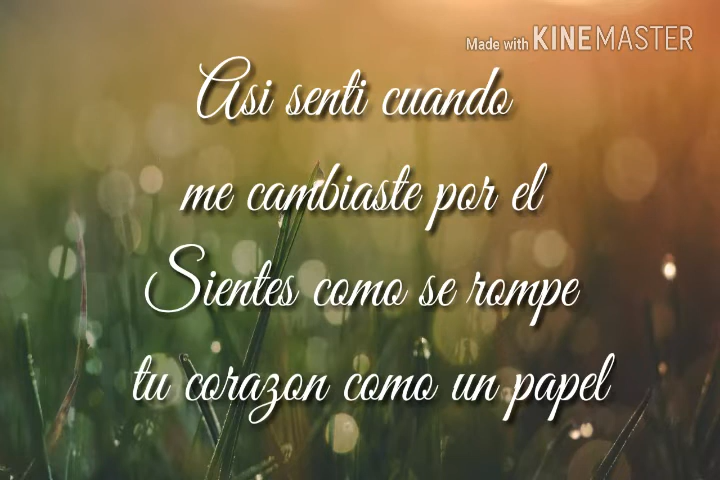 Made with KINEMASTER
Asi senti cuando
me cambiaste por el
Sientes como se rompe
tu corazon como un papel